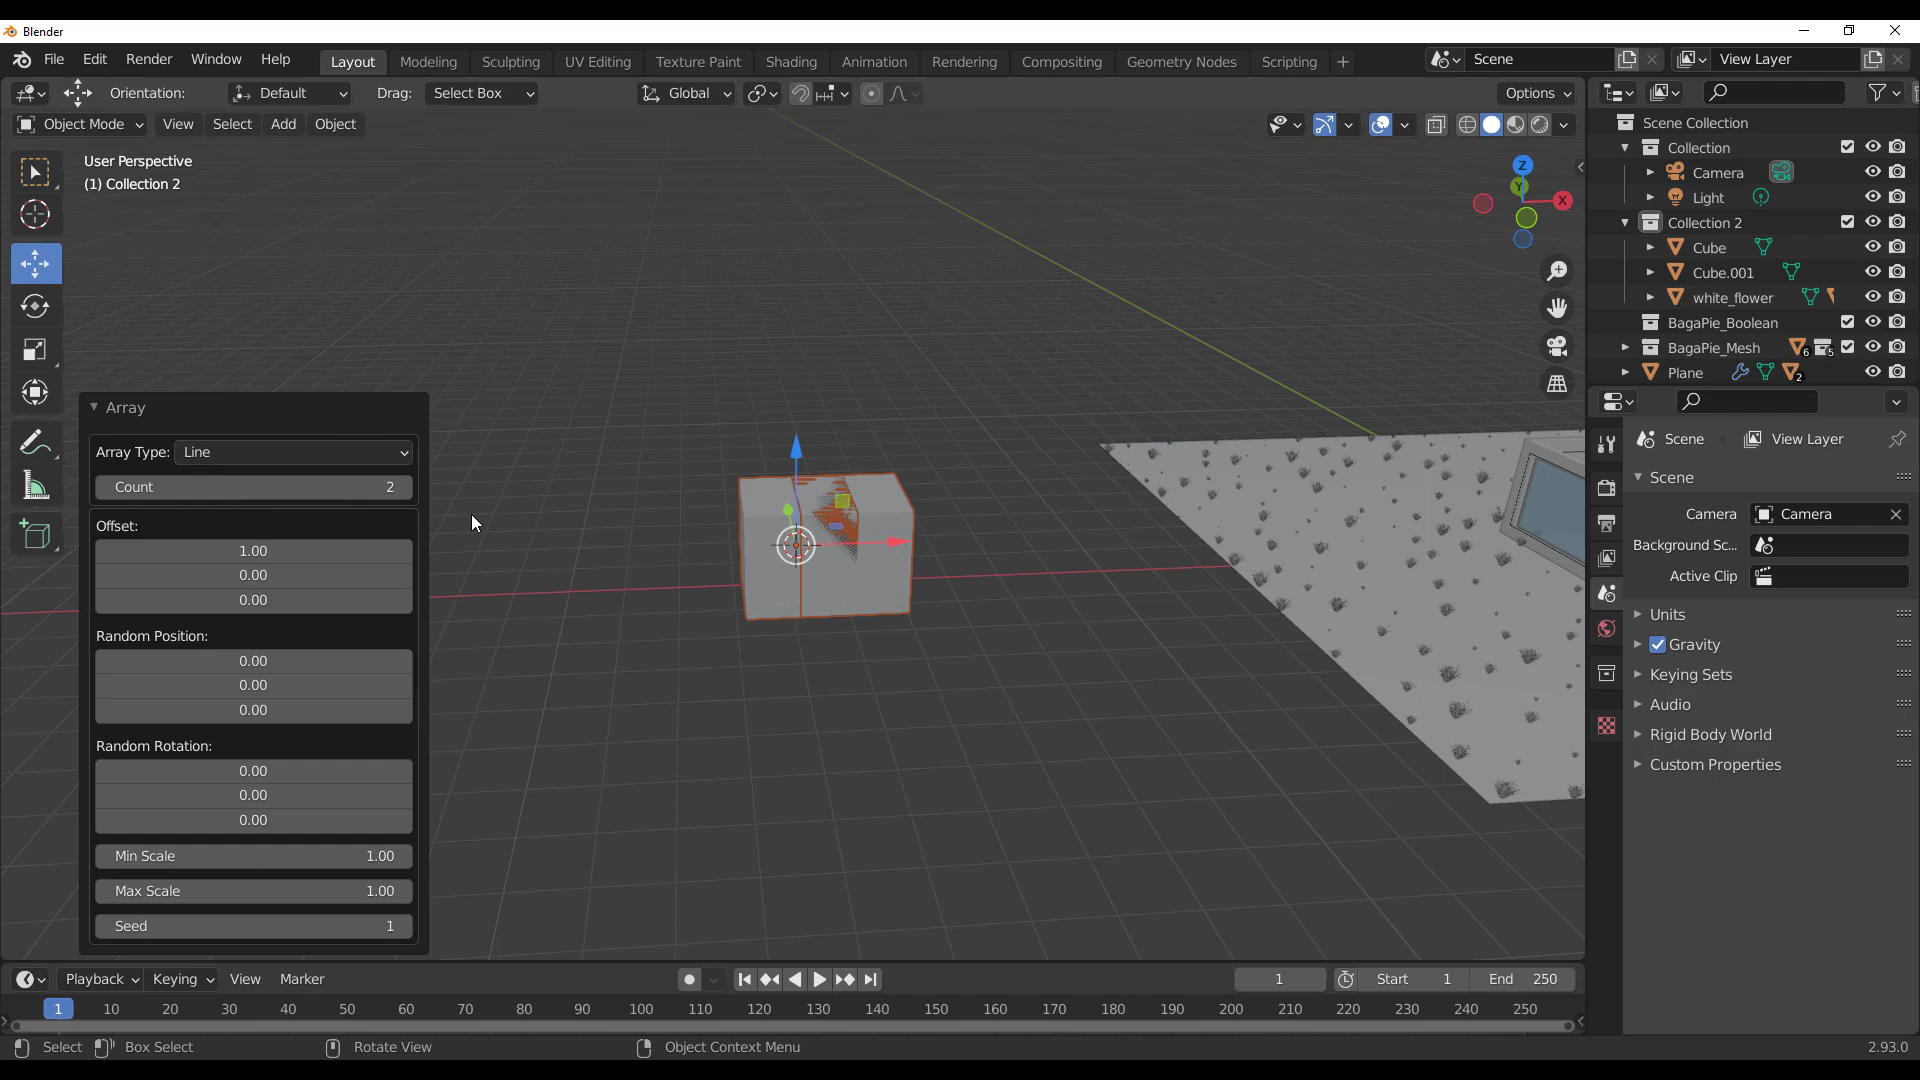 Blender
File Edit Render Window Help Layout Modeling Sculpting UV Editing Texture Paint Shading Animation Rendering Compositing Geometry Nodes Scripting + Scene View Layer
Orientation: Default Drag: Select Box Global Options
Object Mode View Select Add Object
User Perspective
(1) Collection 2
Z
Y
X
Scene Collection
Collection
Camera
Light
Collection 2
Cube
Cube.001
white_flower
BagaPie_Boolean
BagaPie_Mesh 6 5
Plane 2
Array
Array Type: Line
Count 2
Offset:
1.00
0.00
0.00
Random Position:
0.00
0.00
0.00
Random Rotation:
0.00
0.00
0.00
Min Scale 1.00
Max Scale 1.00
Seed 1
Scene View Layer
Scene
Camera Camera
Background Sc...
Active Clip
Units
Gravity
Keying Sets
Audio
Rigid Body World
Custom Properties
Playback Keying View Marker 1 Start 1 End 250
1 10 20 30 40 50 60 70 80 90 100 110 120 130 140 150 160 170 180 190 200 210 220 230 240 250
Select Box Select Rotate View Object Context Menu 2.93.0